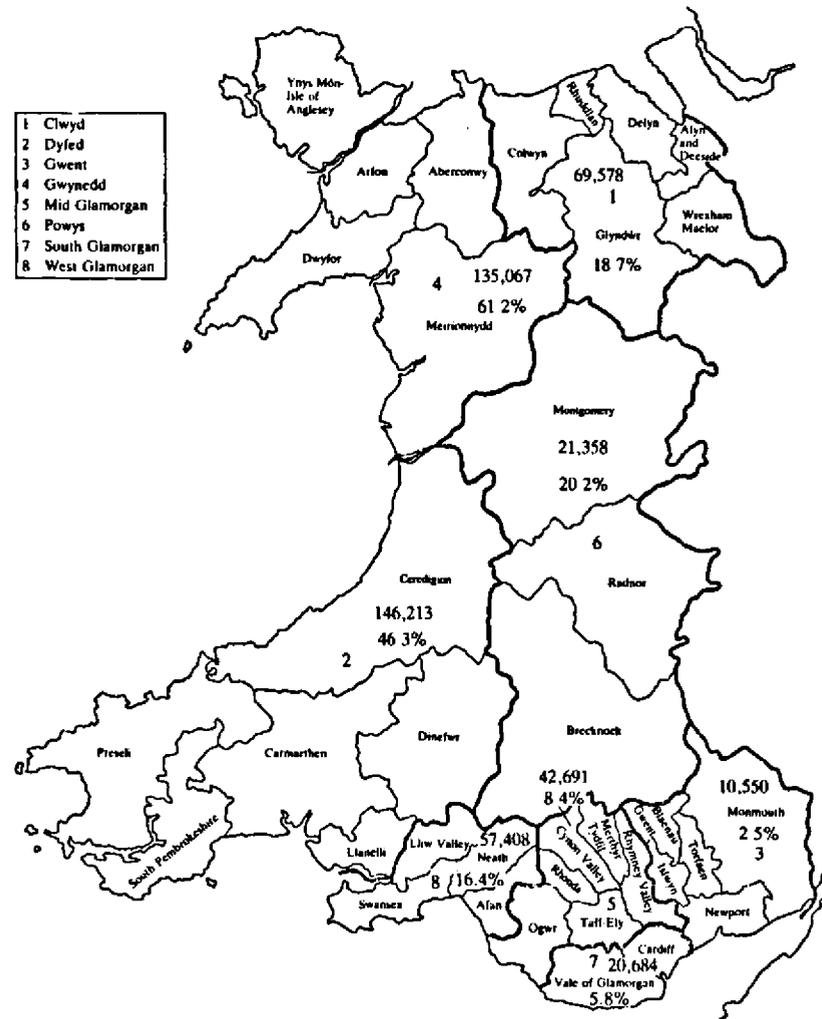 Ynys Môn-
Isle of
Anglesey
1 Clwyd
2 Dyfed
3 Gwent
4 Gwynedd
5 Mid Glamorgan
6 Powys
7 South Glamorgan
8 West Glamorgan
Rhuddlan
Delyn
Alyn
and
Deeside
Colwyn
Arfon
Aberconwy
69,578
1
Wrexham
Maelor
Glyndŵr
18 7%
Dwyfor
4
135,067
61 2%
Meirionnydd
Montgomery
21,358
20 2%
6
Radnor
Ceredigion
146,213
46 3%
2
Preseli
Carmarthen
Dinefwr
Brecknock
42,691
8 4%
10,550
Monmouth
2 5%
3
South Pembrokeshire
Llanelli
Lliw Valley
57,408
Neath
8
16.4%
Swansea
Afan
Cynon Valley
Merthyr
Tydfil
Rhymney Valley
Blaenau
Gwent
Islwyn
Torfaen
Rhonda
5
Taff-Ely
Ogwr
Newport
Cardiff
7
20,684
Vale of Glamorgan
5.8%